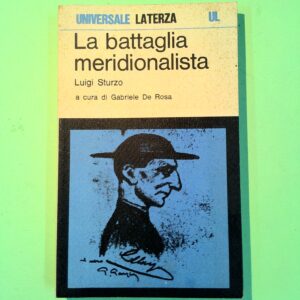 UNIVERSALE LATERZA UL
La battaglia
meridionalista
Luigi Sturzo
a cura di Gabriele De Rosa